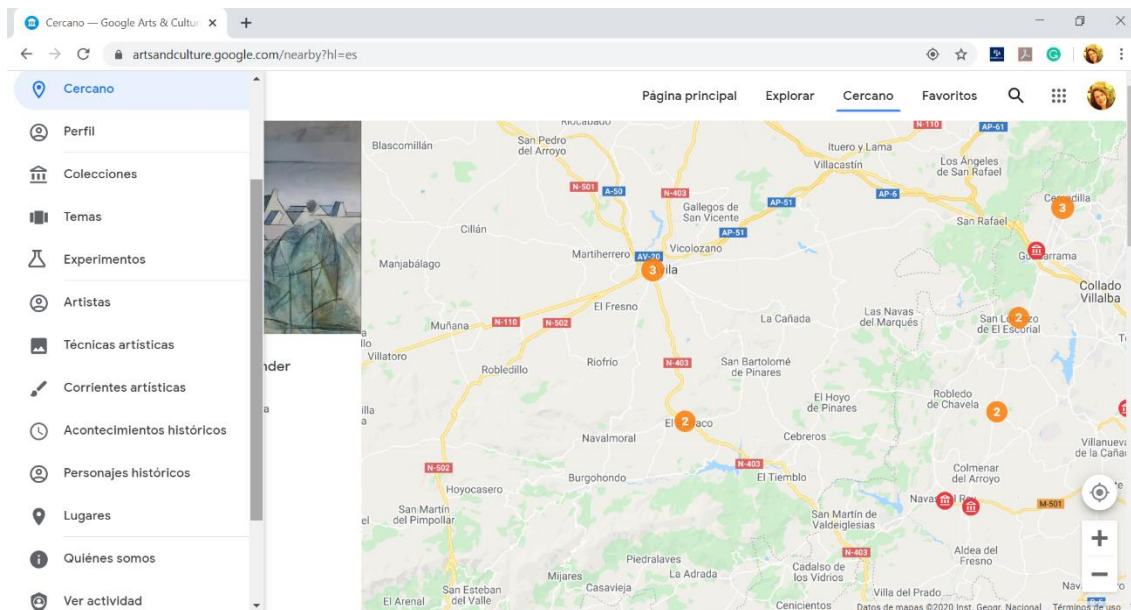 Cercano — Google Arts & Cultur
artsandculture.google.com/nearby?hl=es
Cercano
Perfil
Colecciones
Temas
Experimentos
Artistas
Técnicas artísticas
Corrientes artísticas
Acontecimientos históricos
Personajes históricos
Lugares
Quiénes somos
Ver actividad
nder
a
Página principal
Explorar
Cercano
Favoritos
N-110
AP-61
Blascomillán
San Pedro
del Arroyo
Ituero y Lama
Villacastín
Los Ángeles
de San Rafael
N-501
A-50
N-403
AP-51
AP-6
Gallegos de
San Vicente
AP-51
3
San Rafael
Cillán
Martiherrero
AV-20
Vicolozano
3
ila
Manjabálago
Collado
Villalba
El Fresno
La Cañada
Las Navas
del Marqués
2
de El Escorial
Muñana
N-110
N-502
Villatoro
Robledillo
Riofrío
N-403
San Bartolomé
de Pinares
El Hoyo
de Pinares
Robledo
de Chavela
2
illa
a
2
aco
Navalmoral
Cebreros
Villanueva
de la Caña
N-502
Hoyocasero
Burgohondo
N-403
El Tiemblo
Colmenar
del Arroyo
M-501
San Martín
del Pimpollar
San Martín de
Valdeiglesias
N-403
Piedralaves
La Adrada
Cadalso de
los Vidrios
Aldea del
Fresno
Mijares
Casavieja
San Esteban
del Valle
El Arenal
Villa del Prado
Cenicientos
Datos de mapas ©2020 Inst. Geogr. Nacional
Términos de uso